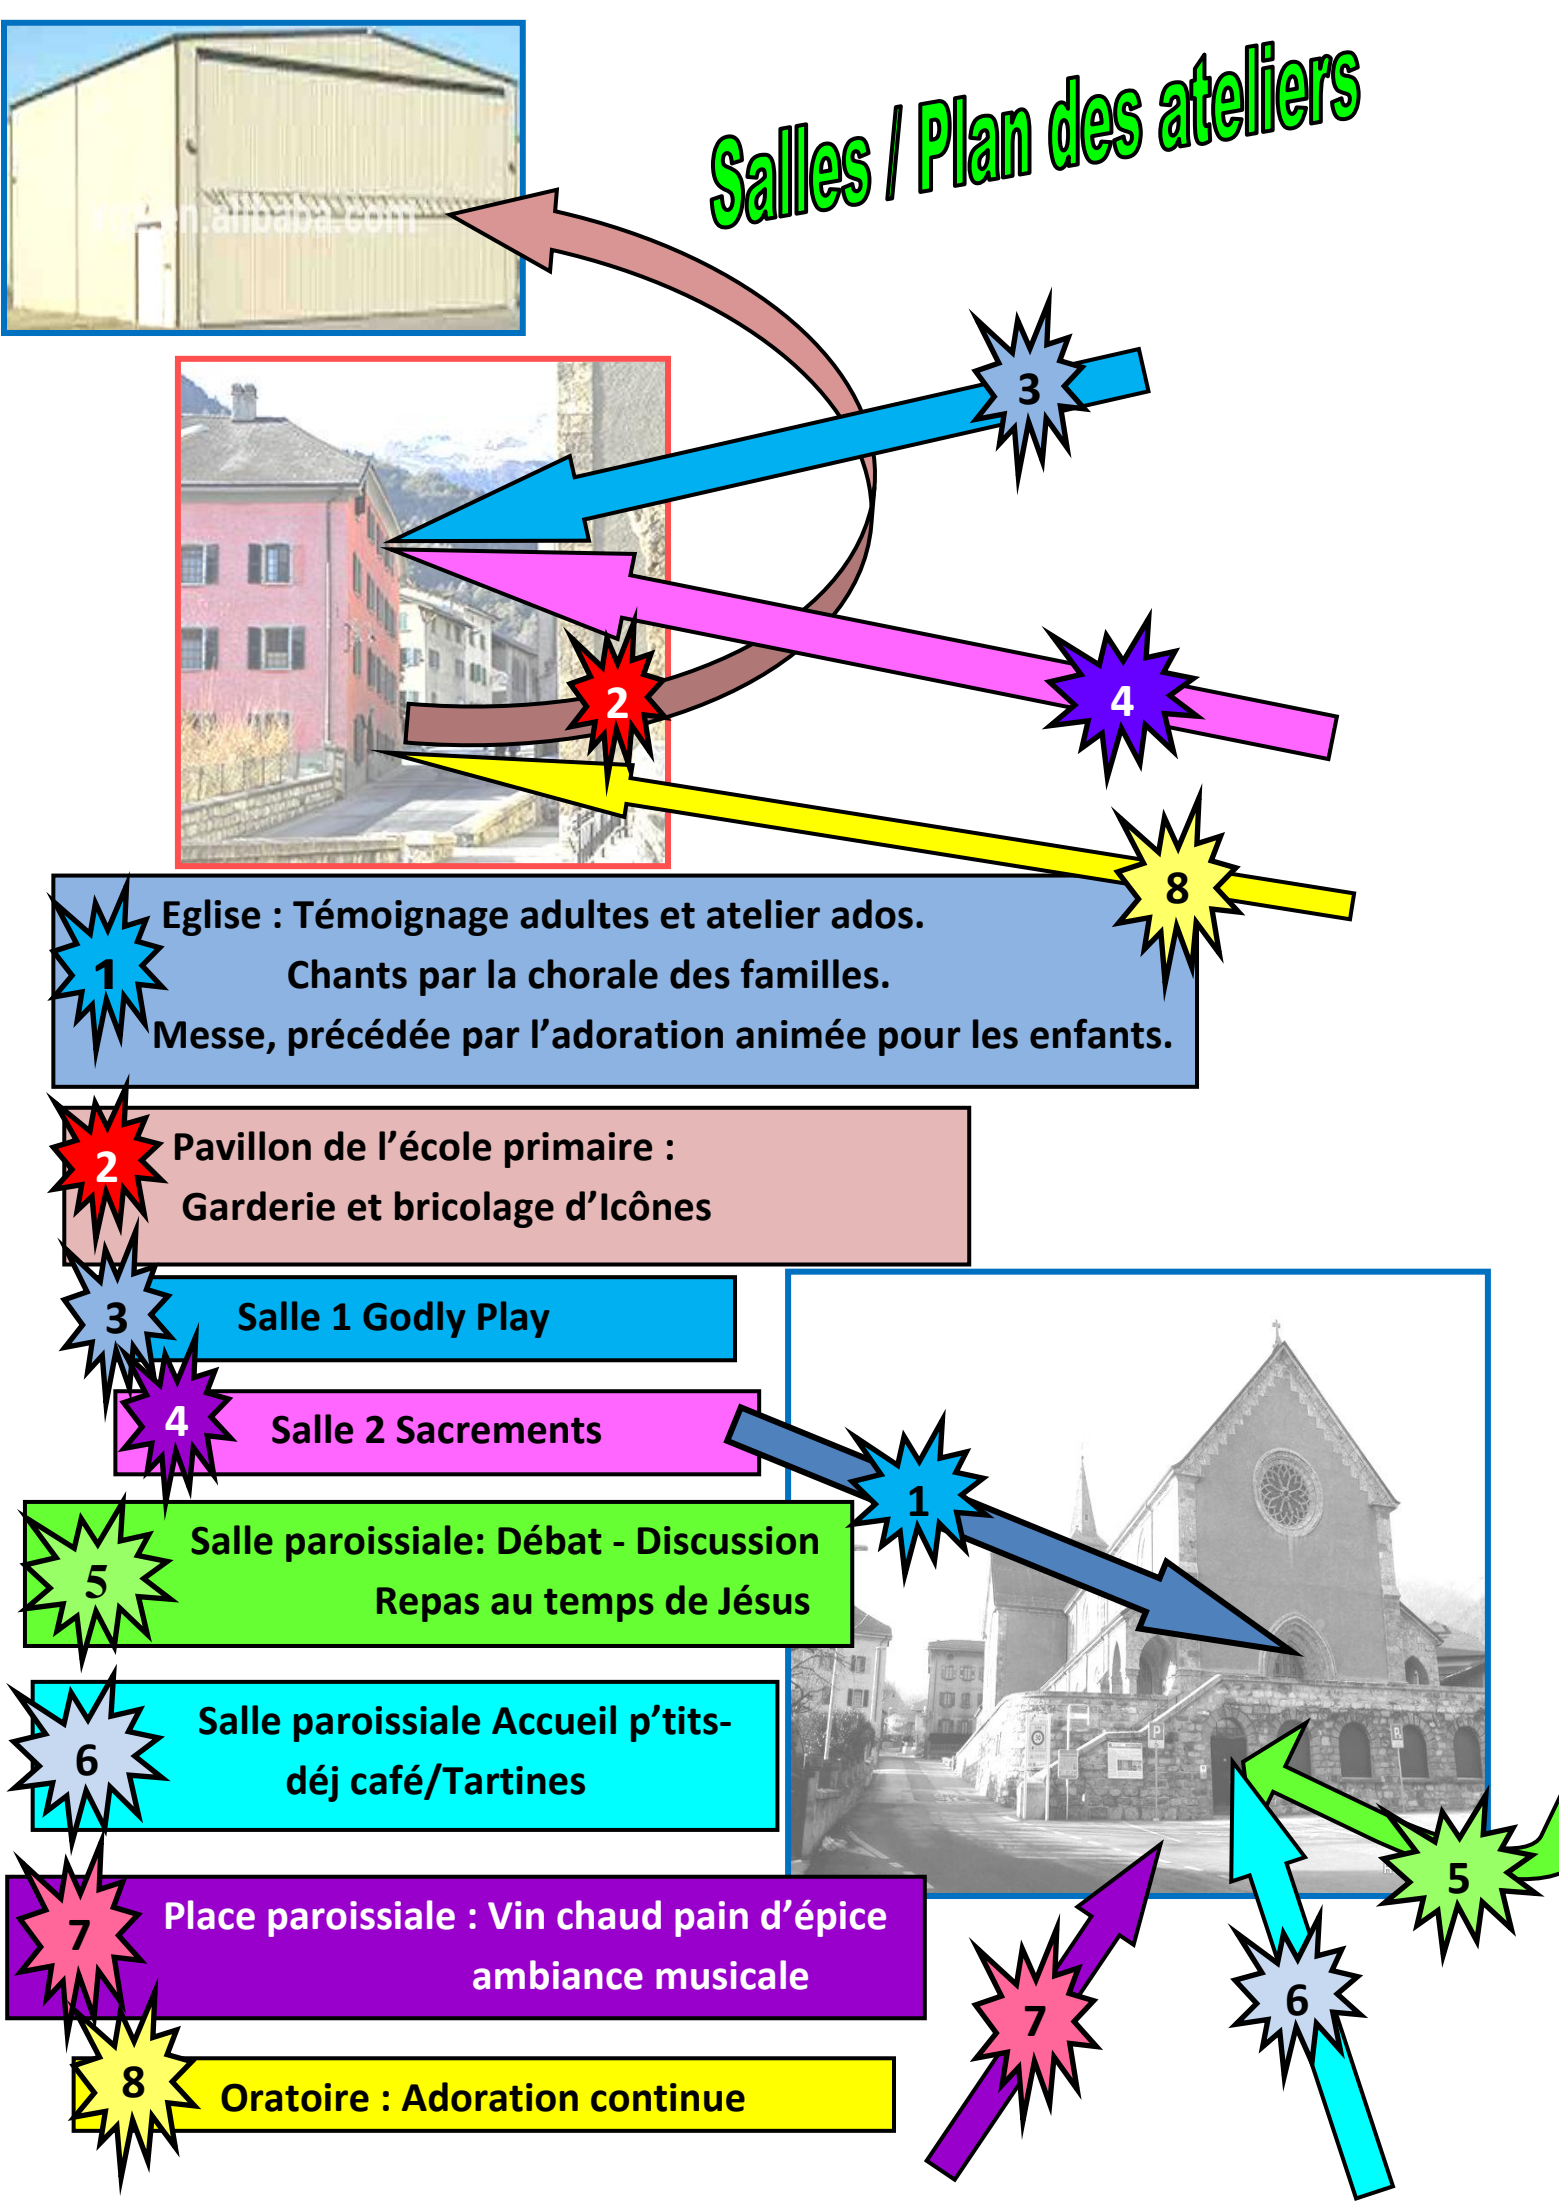 Salles / Plan des ateliers
3
2
4
8
1
Eglise : Témoignage adultes et atelier ados.
Chants par la chorale des familles.
Messe, précédée par l’adoration animée pour les enfants.
2
Pavillon de l’école primaire :
Garderie et bricolage d’Icônes
3
Salle 1 Godly Play
4
Salle 2 Sacrements
1
5
Salle paroissiale: Débat - Discussion
Repas au temps de Jésus
6
Salle paroissiale Accueil p’tits-
déj café/Tartines
5
7
Place paroissiale : Vin chaud pain d’épice
ambiance musicale
7
6
8
Oratoire : Adoration continue